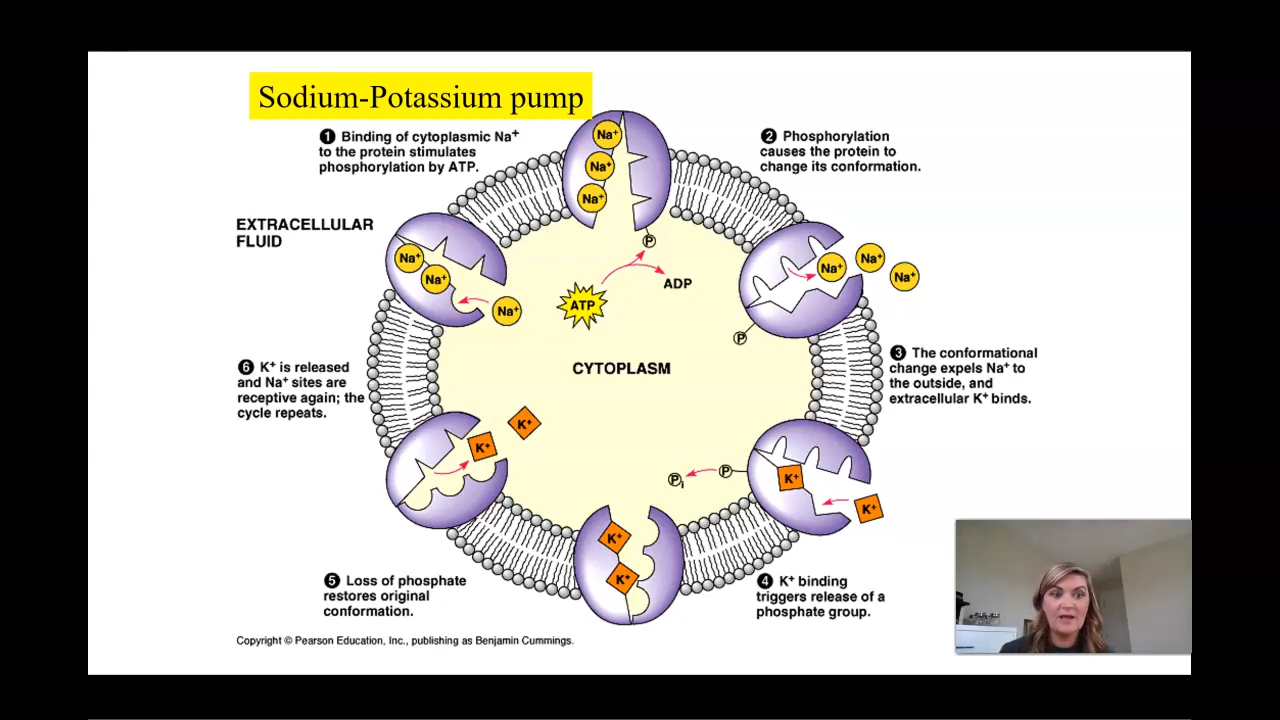 Sodium-Potassium pump
❶ Binding of cytoplasmic Na⁺
to the protein stimulates
phosphorylation by ATP.
❷ Phosphorylation
causes the protein to
change its conformation.
Na⁺
Na⁺
Na⁺
EXTRACELLULAR
FLUID
P
Na⁺
Na⁺
Na⁺
ATP
ADP
Na⁺
Na⁺
Na⁺
P
CYTOPLASM
❸ The conformational
change expels Na⁺ to
the outside, and
extracellular K⁺ binds.
❻ K⁺ is released
and Na⁺ sites are
receptive again; the
cycle repeats.
K⁺
K⁺
Pi
P
K⁺
K⁺
K⁺
K⁺
❺ Loss of phosphate
restores original
conformation.
❹ K⁺ binding
triggers release of a
phosphate group.
Copyright © Pearson Education, Inc., publishing as Benjamin Cummings.